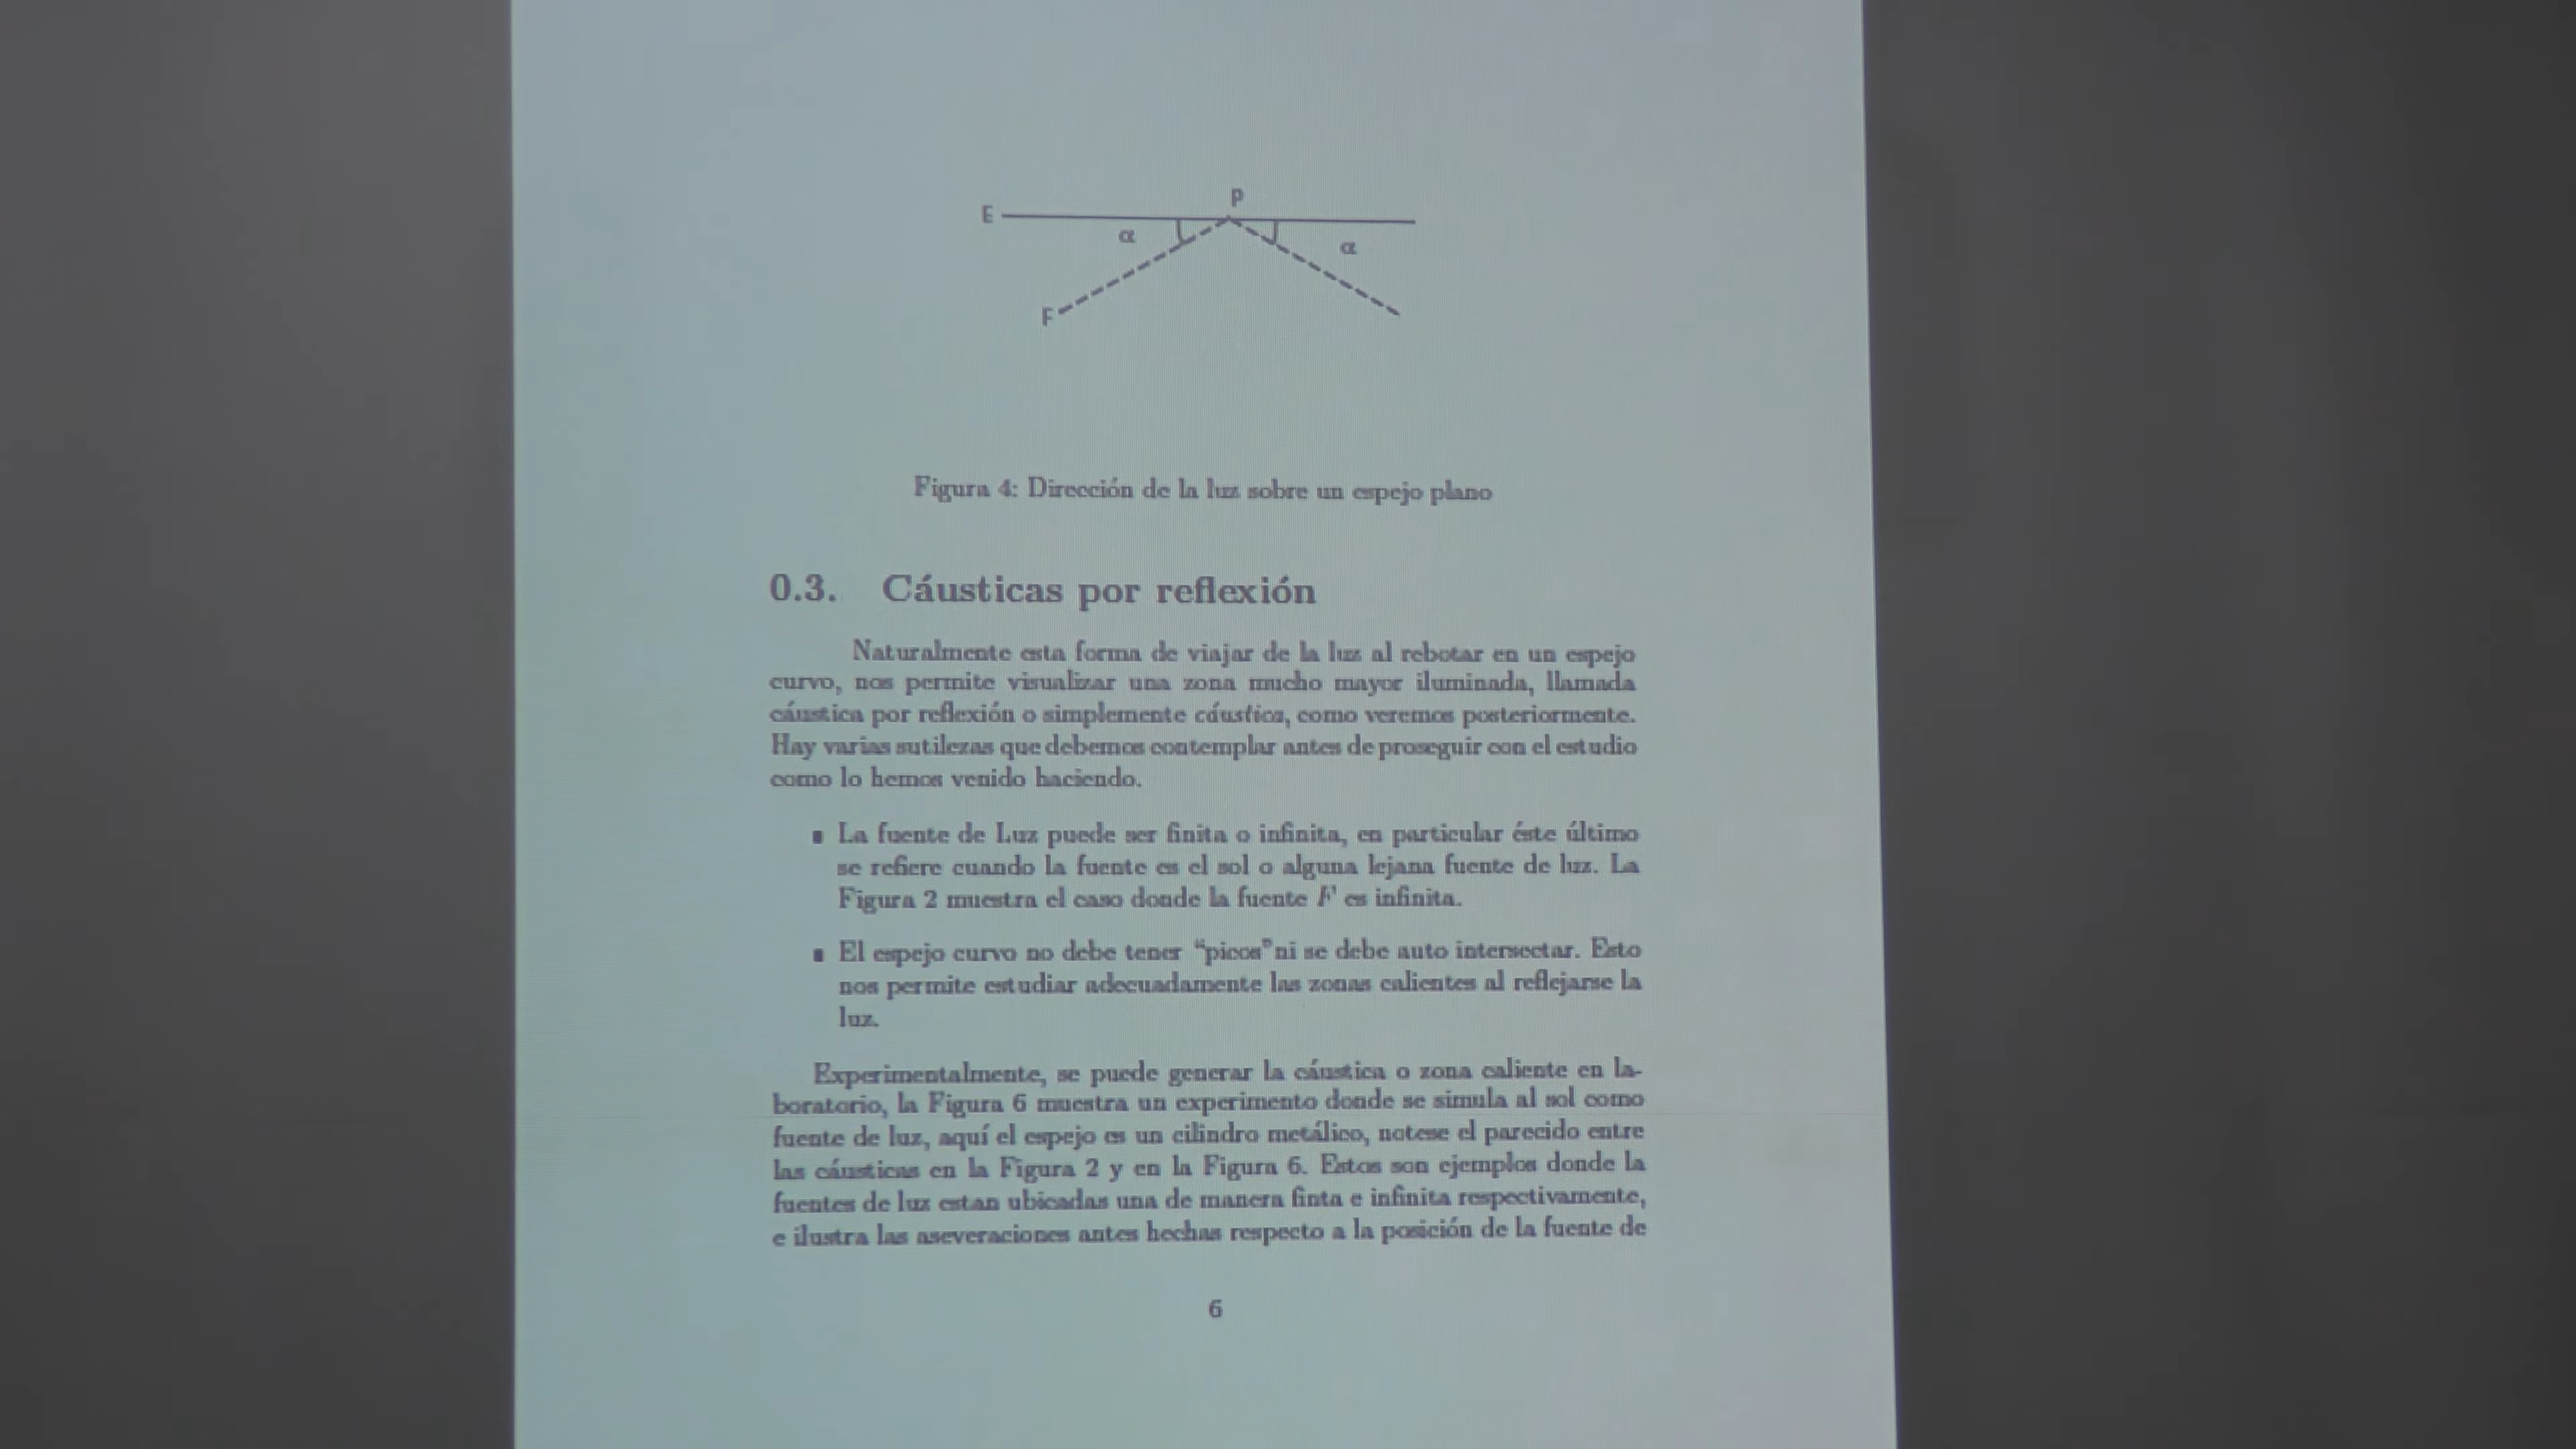 P
E
α
α
F
Figura 4: Dirección de la luz sobre un espejo plano
0.3. Cáusticas por reflexión
Naturalmente esta forma de viajar de la luz al rebotar en un espejo
curvo, nos permite visualizar una zona mucho mayor iluminada, llamada
cáustica por reflexión o simplemente cáustica, como veremos posteriormente.
Hay varias sutilezas que debemos contemplar antes de proseguir con el estudio
como lo hemos venido haciendo.
▪ La fuente de Luz puede ser finita o infinita, en particular éste último
se refiere cuando la fuente es el sol o alguna lejana fuente de luz. La
Figura 2 muestra el caso donde la fuente F es infinita.
▪ El espejo curvo no debe tener “picos”ni se debe auto intersectar. Esto
nos permite estudiar adecuadamente las zonas calientes al reflejarse la
luz.
Experimentalmente, se puede generar la cáustica o zona caliente en la-
boratorio, la Figura 6 muestra un experimento donde se simula al sol como
fuente de luz, aquí el espejo es un cilindro metálico, notese el parecido entre
las cáusticas en la Figura 2 y en la Figura 6. Estos son ejemplos donde la
fuentes de luz estan ubicadas una de manera finta e infinita respectivamente,
e ilustra las aseveraciones antes hechas respecto a la posición de la fuente de
6